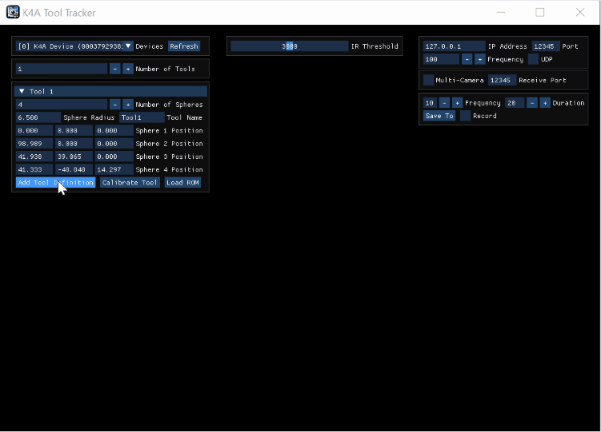 K4A Tool Tracker
[0] K4A Device (0003792938: Devices Refresh
1 - + Number of Tools
Tool 1
4 - + Number of Spheres
6.500 Sphere Radius Tool1 Tool Name
0.000 0.000 0.000 Sphere 1 Position
98.989 0.000 0.000 Sphere 2 Position
41.938 39.865 0.000 Sphere 3 Position
41.333 -40.040 14.297 Sphere 4 Position
Add Tool Definition Calibrate Tool Load ROM
IR Threshold
127.0.0.1 IP Address 12345 Port
100 - + Frequency UDP
Multi-Camera 12345 Receive Port
10 - + Frequency 20 - + Duration
Save To Record